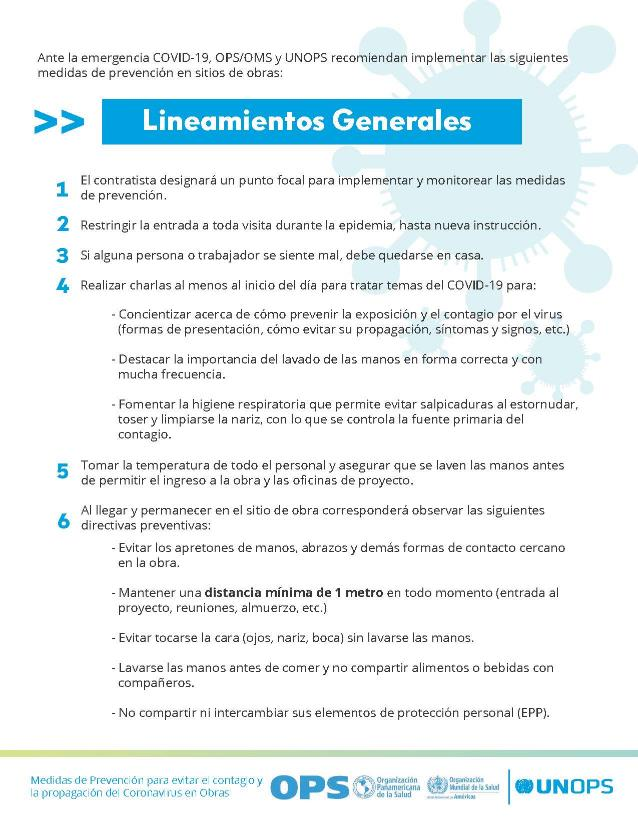 Ante la emergencia COVID-19, OPS/OMS y UNOPS recomiendan implementar las siguientes
medidas de prevención en sitios de obras:
>> Lineamientos Generales
1 El contratista designará un punto focal para implementar y monitorear las medidas
de prevención.
2 Restringir la entrada a toda visita durante la epidemia, hasta nueva instrucción.
3 Si alguna persona o trabajador se siente mal, debe quedarse en casa.
4 Realizar charlas al menos al inicio del día para tratar temas del COVID-19 para:
- Concientizar acerca de cómo prevenir la exposición y el contagio por el virus
(formas de presentación, cómo evitar su propagación, síntomas y signos, etc.)
- Destacar la importancia del lavado de las manos en forma correcta y con
mucha frecuencia.
- Fomentar la higiene respiratoria que permite evitar salpicaduras al estornudar,
toser y limpiarse la nariz, con lo que se controla la fuente primaria del
contagio.
5 Tomar la temperatura de todo el personal y asegurar que se laven las manos antes
de permitir el ingreso a la obra y las oficinas de proyecto.
6 Al llegar y permanecer en el sitio de obra corresponderá observar las siguientes
directivas preventivas:
- Evitar los apretones de manos, abrazos y demás formas de contacto cercano
en la obra.
- Mantener una distancia mínima de 1 metro en todo momento (entrada al
proyecto, reuniones, almuerzo, etc.)
- Evitar tocarse la cara (ojos, nariz, boca) sin lavarse las manos.
- Lavarse las manos antes de comer y no compartir alimentos o bebidas con
compañeros.
- No compartir ni intercambiar sus elementos de protección personal (EPP).
Medidas de Prevención para evitar el contagio y
la propagación del Coronavirus en Obras
OPS
Organización
Panamericana
de la Salud
Organización
Mundial de la Salud
Américas
UNOPS